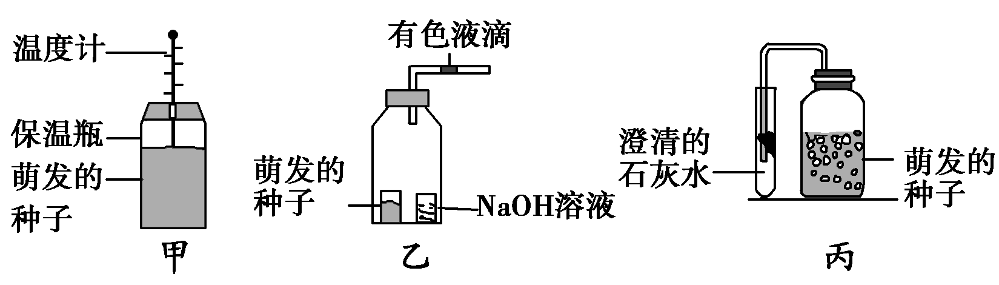 温度计
保温瓶
萌发的
种子
甲
有色液滴
萌发的
种子
NaOH溶液
乙
澄清的
石灰水
萌发的
种子
丙